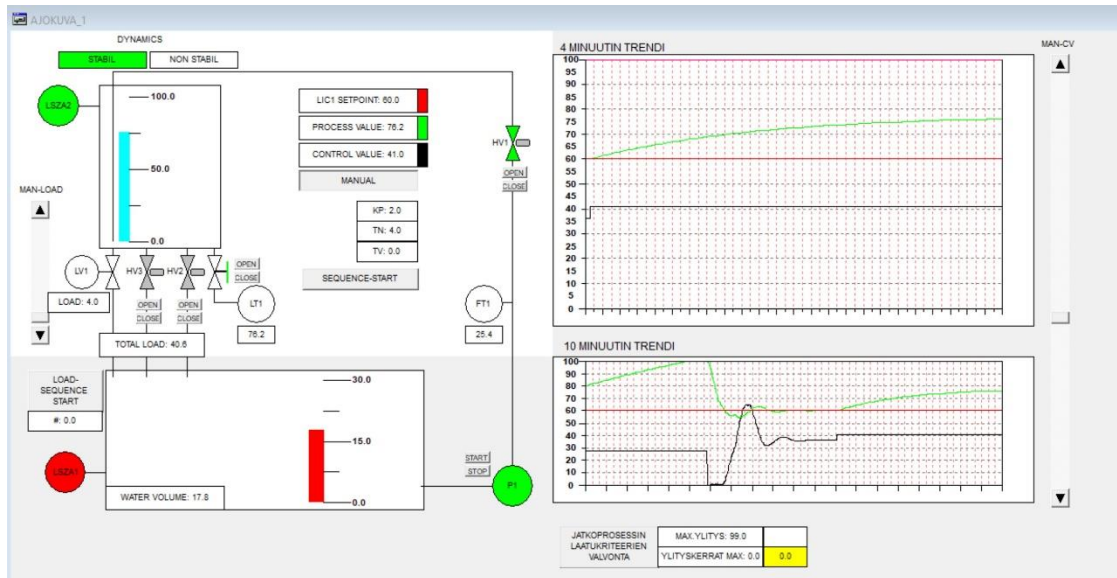 AJOKUVA_1
DYNAMICS
STABIL
NON STABIL
LSZA2
100.0
50.0
0.0
LIC1 SETPOINT: 60.0
PROCESS VALUE: 76.2
CONTROL VALUE: 41.0
MANUAL
KP: 2.0
TN: 4.0
TV: 0.0
SEQUENCE-START
HV1
OPEN
CLOSE
MAN-LOAD
LV1
HV3
HV2
OPEN
CLOSE
LOAD: 4.0
OPEN
CLOSE
OPEN
CLOSE
LT1
76.2
FT1
25.4
TOTAL LOAD: 40.6
LOAD-
SEQUENCE
START
#: 0.0
30.0
15.0
0.0
LSZA1
WATER VOLUME: 17.8
START
STOP
P1
4 MINUUTIN TRENDI
100
95
90
85
80
75
70
65
60
55
50
45
40
35
30
25
20
15
10
5
0
MAN-CV
10 MINUUTIN TRENDI
100
90
80
70
60
50
40
30
20
10
0
JATKOPROSESSIN
LAATUKRITEERIEN
VALVONTA
MAX.YLITYS: 99.0
YLITYSKERRAT MAX: 0.0
0.0